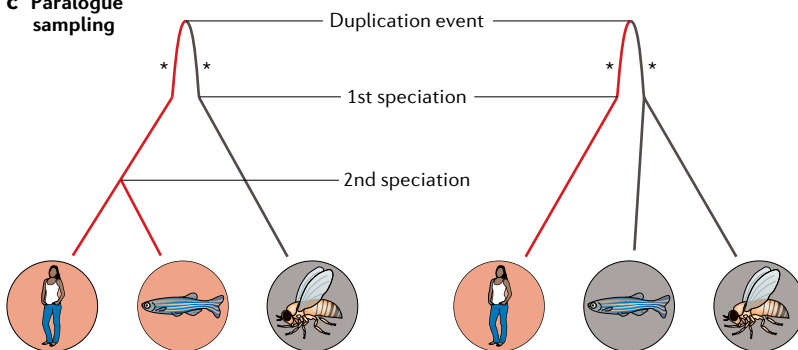 c Paralogue
sampling
Duplication event
* * * *
1st speciation
2nd speciation